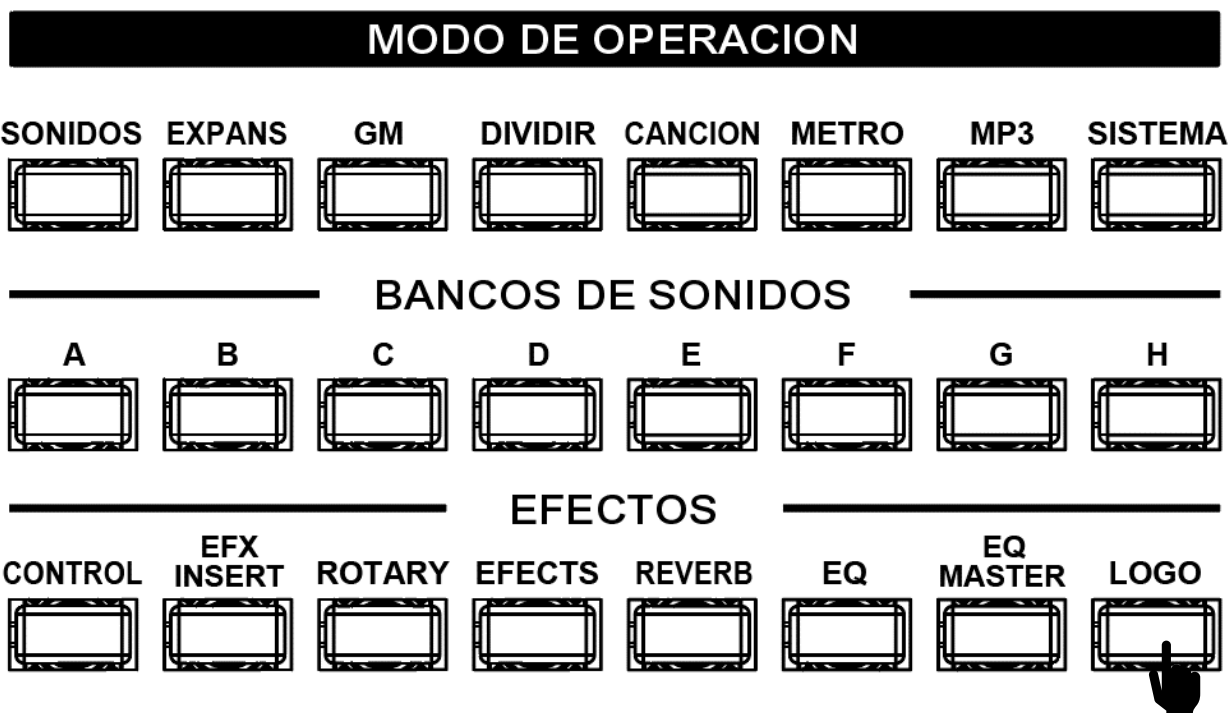 MODO DE OPERACION
SONIDOS EXPANS GM DIVIDIR CANCION METRO MP3 SISTEMA
BANCOS DE SONIDOS
A B C D E F G H
EFECTOS
CONTROL EFX INSERT ROTARY EFECTS REVERB EQ EQ MASTER LOGO